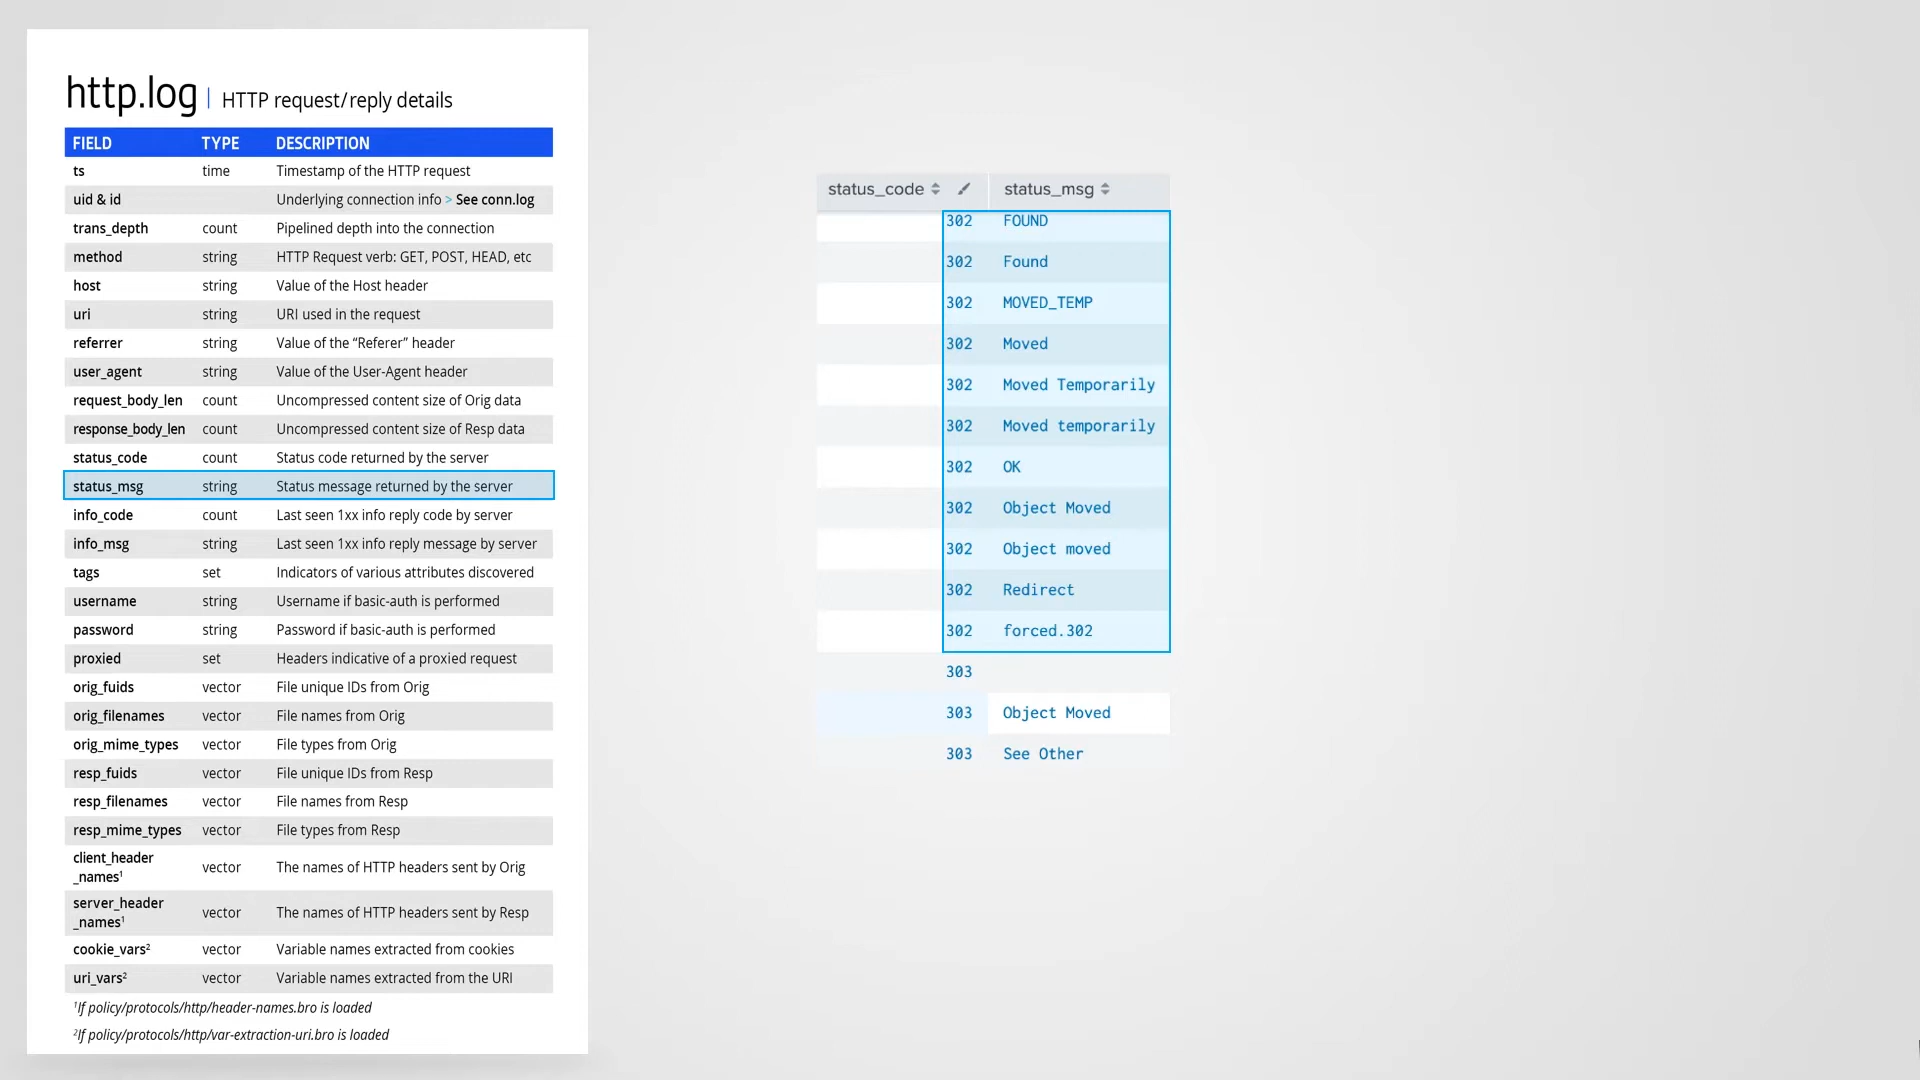 http.log | HTTP request/reply details
FIELD TYPE DESCRIPTION
ts time Timestamp of the HTTP request
uid & id Underlying connection info > See conn.log
trans_depth count Pipelined depth into the connection
method string HTTP Request verb: GET, POST, HEAD, etc
host string Value of the Host header
uri string URI used in the request
referrer string Value of the “Referer” header
user_agent string Value of the User-Agent header
request_body_len count Uncompressed content size of Orig data
response_body_len count Uncompressed content size of Resp data
status_code count Status code returned by the server
status_msg string Status message returned by the server
info_code count Last seen 1xx info reply code by server
info_msg string Last seen 1xx info reply message by server
tags set Indicators of various attributes discovered
username string Username if basic-auth is performed
password string Password if basic-auth is performed
proxied set Headers indicative of a proxied request
orig_fuids vector File unique IDs from Orig
orig_filenames vector File names from Orig
orig_mime_types vector File types from Orig
resp_fuids vector File unique IDs from Resp
resp_filenames vector File names from Resp
resp_mime_types vector File types from Resp
client_header
_names¹ vector The names of HTTP headers sent by Orig
server_header
_names¹ vector The names of HTTP headers sent by Resp
cookie_vars² vector Variable names extracted from cookies
uri_vars² vector Variable names extracted from the URI
¹If policy/protocols/http/header-names.bro is loaded
²If policy/protocols/http/var-extraction-uri.bro is loaded
status_code status_msg
302 FOUND
302 Found
302 MOVED_TEMP
302 Moved
302 Moved Temporarily
302 Moved temporarily
302 OK
302 Object Moved
302 Object moved
302 Redirect
302 forced.302
303
303 Object Moved
303 See Other